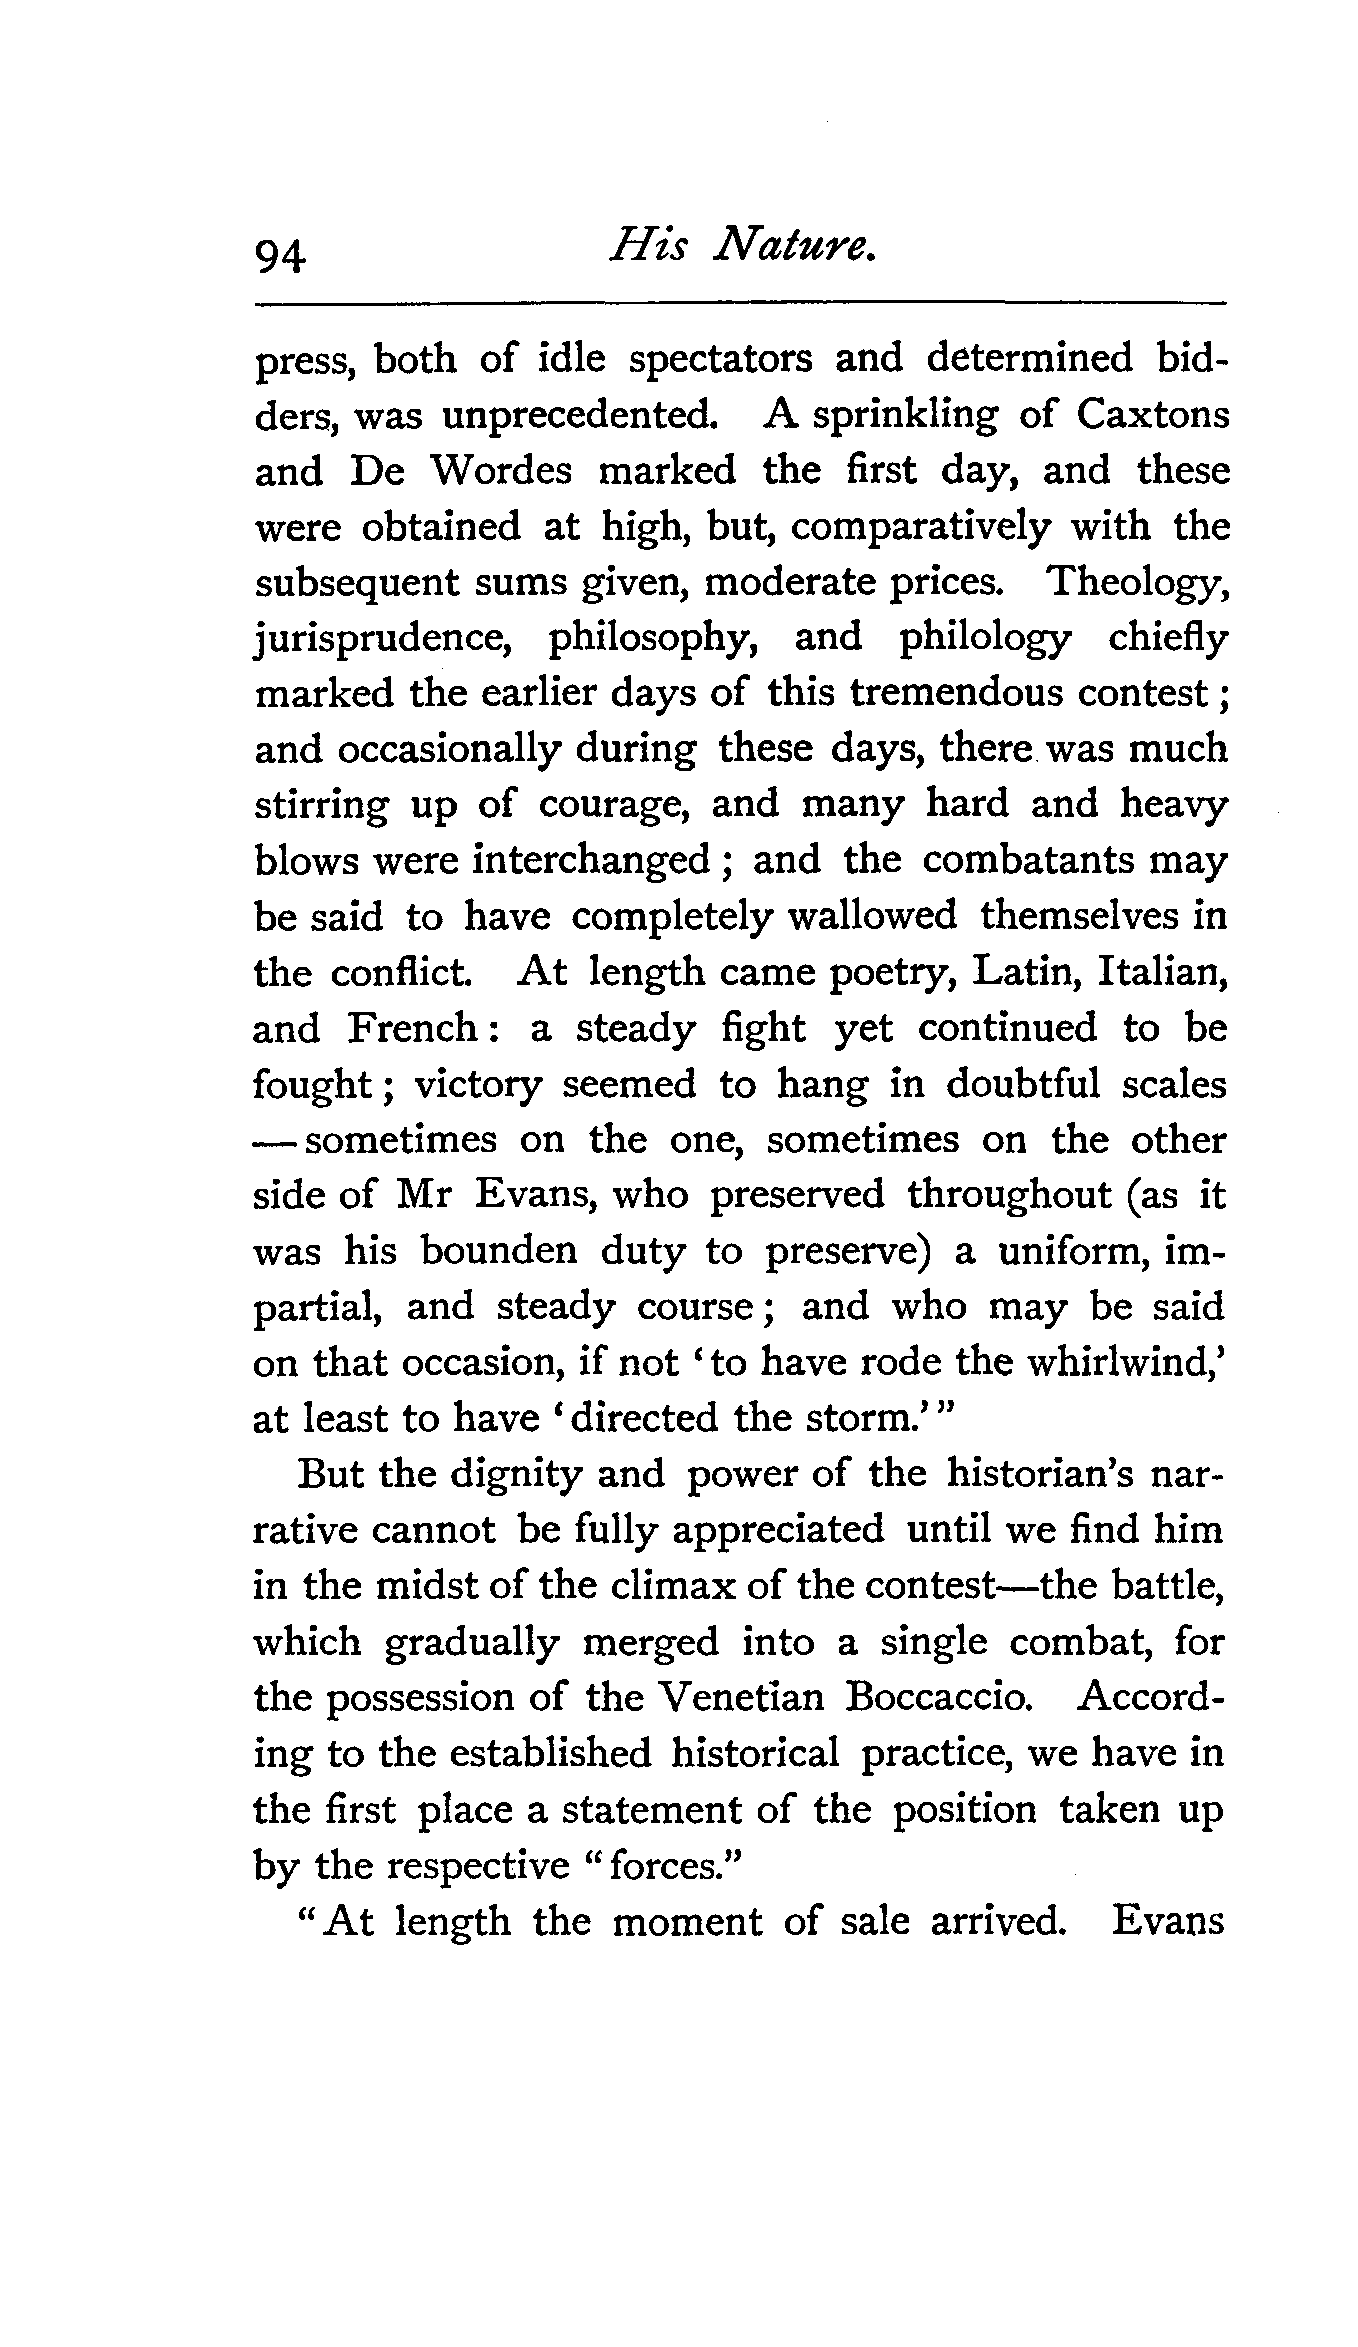 94 His Nature.
press, both of idle spectators and determined bid-
ders, was unprecedented. A sprinkling of Caxtons
and De Wordes marked the first day, and these
were obtained at high, but, comparatively with the
subsequent sums given, moderate prices. Theology,
jurisprudence, philosophy, and philology chiefly
marked the earlier days of this tremendous contest ;
and occasionally during these days, there was much
stirring up of courage, and many hard and heavy
blows were interchanged ; and the combatants may
be said to have completely wallowed themselves in
the conflict. At length came poetry, Latin, Italian,
and French : a steady fight yet continued to be
fought ; victory seemed to hang in doubtful scales
— sometimes on the one, sometimes on the other
side of Mr Evans, who preserved throughout (as it
was his bounden duty to preserve) a uniform, im-
partial, and steady course ; and who may be said
on that occasion, if not ‘to have rode the whirlwind,’
at least to have ‘directed the storm.’”
But the dignity and power of the historian’s nar-
rative cannot be fully appreciated until we find him
in the midst of the climax of the contest—the battle,
which gradually merged into a single combat, for
the possession of the Venetian Boccaccio. Accord-
ing to the established historical practice, we have in
the first place a statement of the position taken up
by the respective “forces.”
“At length the moment of sale arrived. Evans